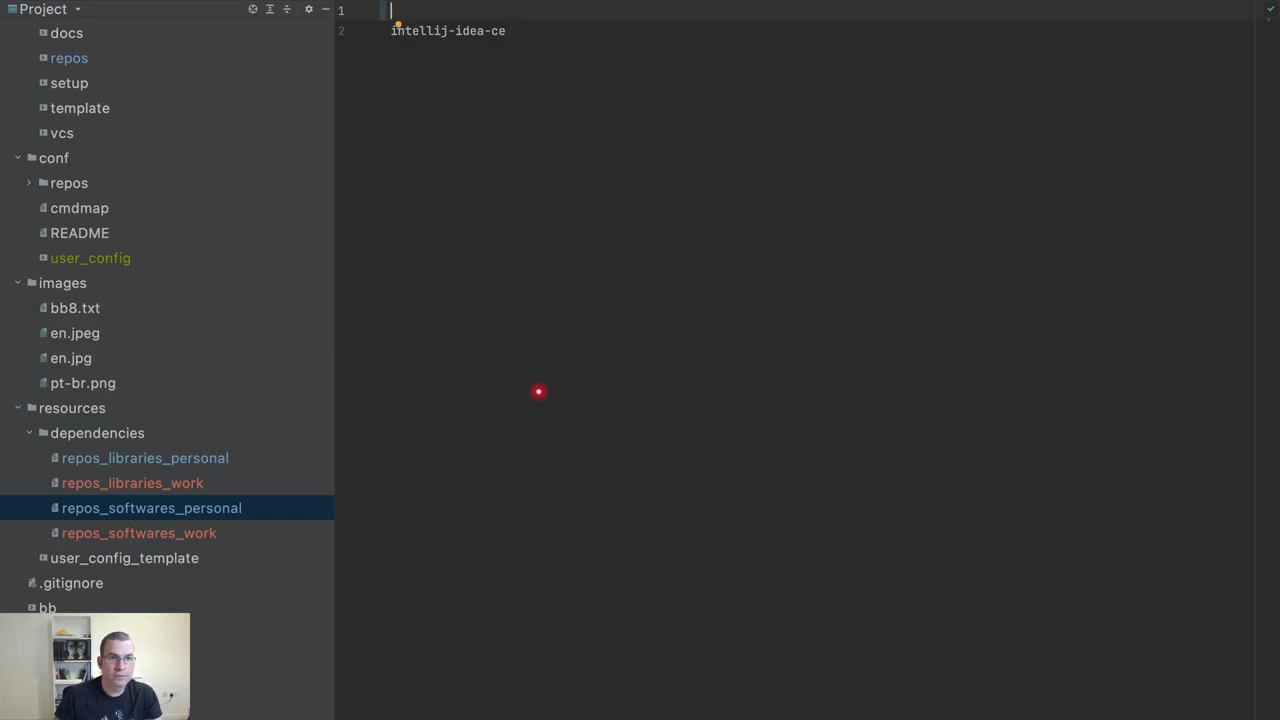 Project
docs
repos
setup
template
vcs
conf
repos
cmdmap
README
user_config
images
bb8.txt
en.jpeg
en.jpg
pt-br.png
resources
dependencies
repos_libraries_personal
repos_libraries_work
repos_softwares_personal
repos_softwares_work
user_config_template
.gitignore
bb
1
2 intellij-idea-ce